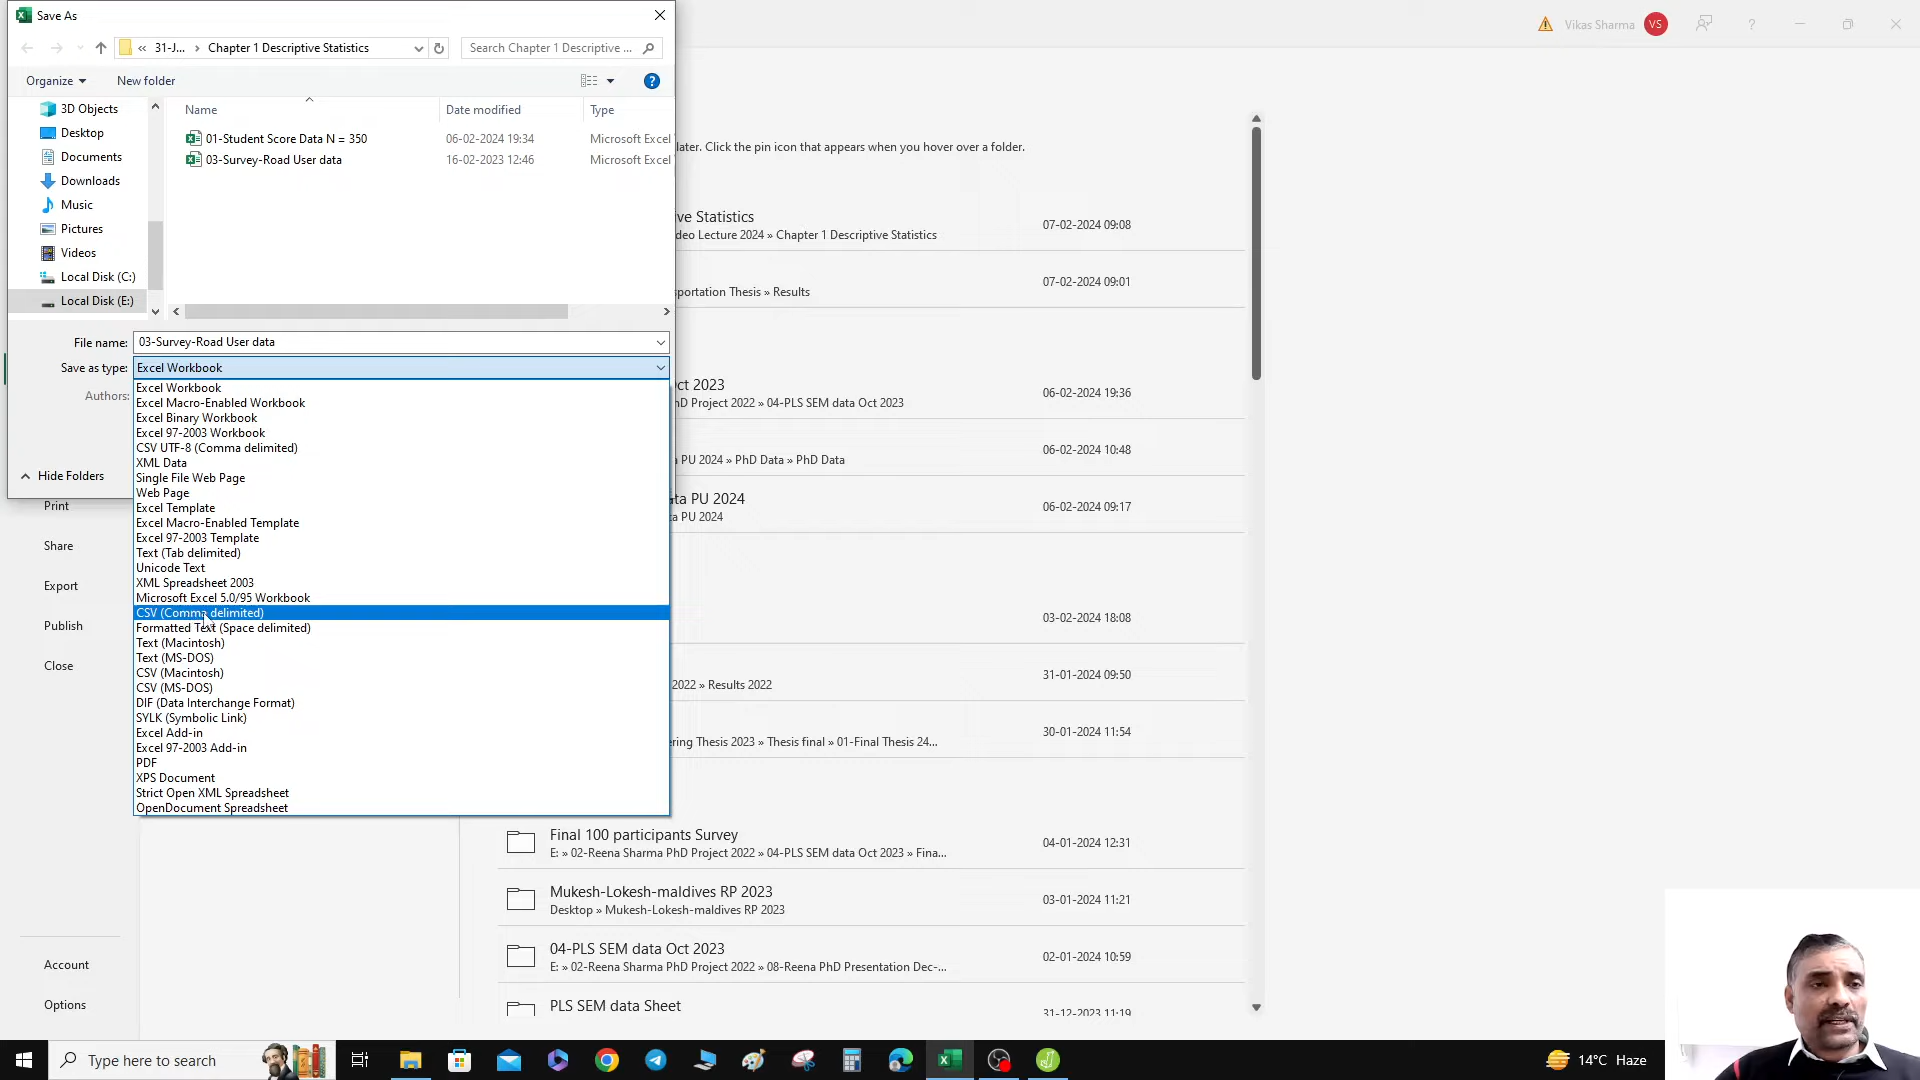 Save As
Vikas Sharma
VS
?
« 31-J... › Chapter 1 Descriptive Statistics
Search Chapter 1 Descriptive ...
Organize
New folder
?
3D Objects
Desktop
Documents
Downloads
Music
Pictures
Videos
Local Disk (C:)
Local Disk (E:)
Name
Date modified
Type
01-Student Score Data N = 350
06-02-2024 19:34
Microsoft Excel
03-Survey-Road User data
16-02-2023 12:46
Microsoft Excel
later. Click the pin icon that appears when you hover over a folder.
ve Statistics
deo Lecture 2024 » Chapter 1 Descriptive Statistics
07-02-2024 09:08
sportation Thesis » Results
07-02-2024 09:01
File name: 03-Survey-Road User data
Save as type: Excel Workbook
Authors:
Hide Folders
Excel Workbook
Excel Macro-Enabled Workbook
Excel Binary Workbook
Excel 97-2003 Workbook
CSV UTF-8 (Comma delimited)
XML Data
Single File Web Page
Web Page
Excel Template
Excel Macro-Enabled Template
Excel 97-2003 Template
Text (Tab delimited)
Unicode Text
XML Spreadsheet 2003
Microsoft Excel 5.0/95 Workbook
CSV (Comma delimited)
Formatted Text (Space delimited)
Text (Macintosh)
Text (MS-DOS)
CSV (Macintosh)
CSV (MS-DOS)
DIF (Data Interchange Format)
SYLK (Symbolic Link)
Excel Add-in
Excel 97-2003 Add-in
PDF
XPS Document
Strict Open XML Spreadsheet
OpenDocument Spreadsheet
Oct 2023
hD Project 2022 » 04-PLS SEM data Oct 2023
06-02-2024 19:36
a PU 2024 » PhD Data » PhD Data
06-02-2024 10:48
ta PU 2024
a PU 2024
06-02-2024 09:17
03-02-2024 18:08
2022 » Results 2022
31-01-2024 09:50
ring Thesis 2023 » Thesis final » 01-Final Thesis 24...
30-01-2024 11:54
Final 100 participants Survey
E: » 02-Reena Sharma PhD Project 2022 » 04-PLS SEM data Oct 2023 » Fina...
04-01-2024 12:31
Mukesh-Lokesh-maldives RP 2023
Desktop » Mukesh-Lokesh-maldives RP 2023
03-01-2024 11:21
04-PLS SEM data Oct 2023
E: » 02-Reena Sharma PhD Project 2022 » 08-Reena PhD Presentation Dec-...
02-01-2024 10:59
PLS SEM data Sheet
31-12-2023 11:19
Print
Share
Export
Publish
Close
Account
Options
Type here to search
14°C Haze